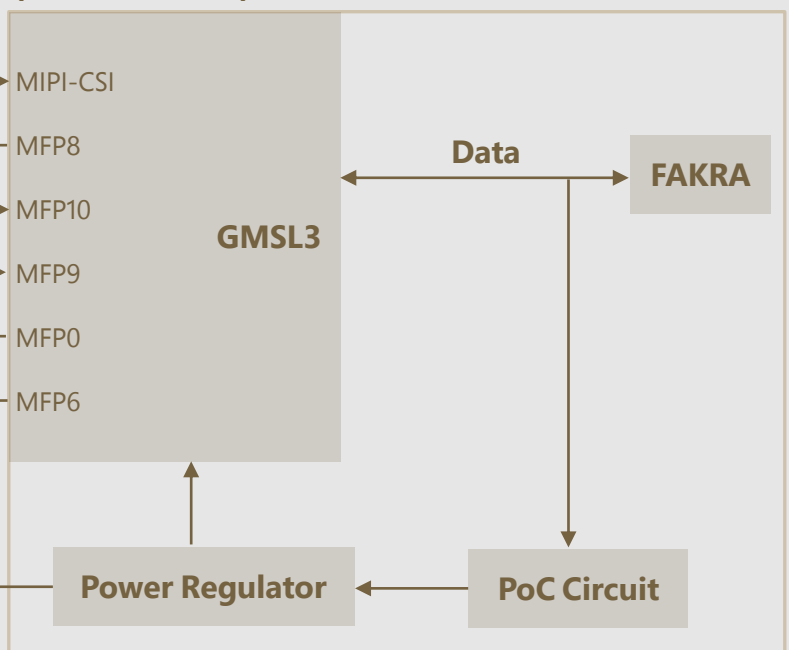 MIPI-CSI
MFP8
MFP10
MFP9
MFP0
MFP6
GMSL3
Data
FAKRA
Power Regulator
PoC Circuit